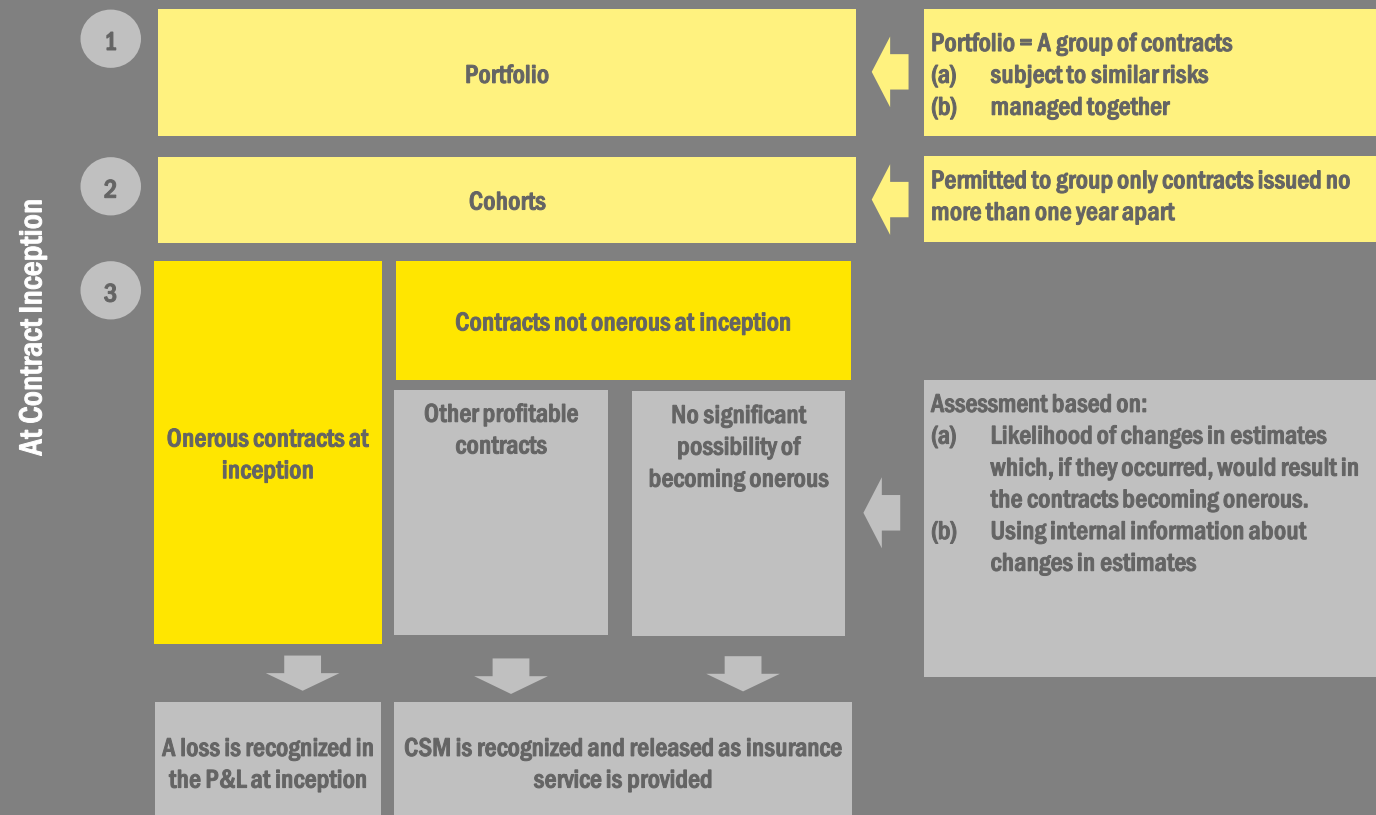 At Contract Inception
1
Portfolio
Portfolio = A group of contracts
(a) subject to similar risks
(b) managed together
2
Cohorts
Permitted to group only contracts issued no
more than one year apart
3
Onerous contracts at
inception
Contracts not onerous at inception
Other profitable
contracts
No significant
possibility of
becoming onerous
Assessment based on:
(a) Likelihood of changes in estimates
which, if they occurred, would result in
the contracts becoming onerous.
(b) Using internal information about
changes in estimates
A loss is recognized in
the P&L at inception
CSM is recognized and released as insurance
service is provided